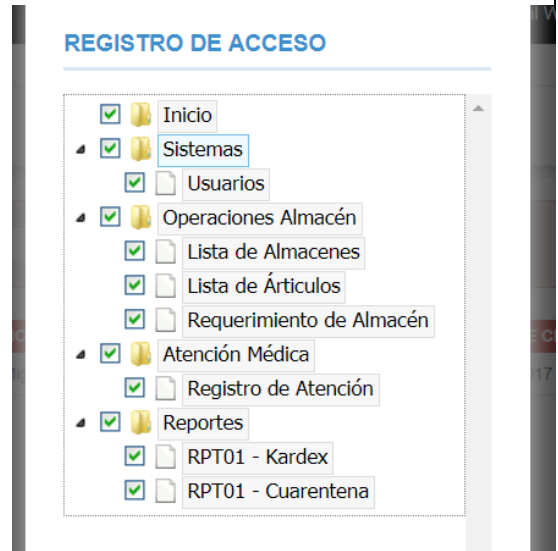 REGISTRO DE ACCESO
Inicio
Sistemas
Usuarios
Operaciones Almacén
Lista de Almacenes
Lista de Árticulos
Requerimiento de Almacén
Atención Médica
Registro de Atención
Reportes
RPT01 - Kardex
RPT01 - Cuarentena